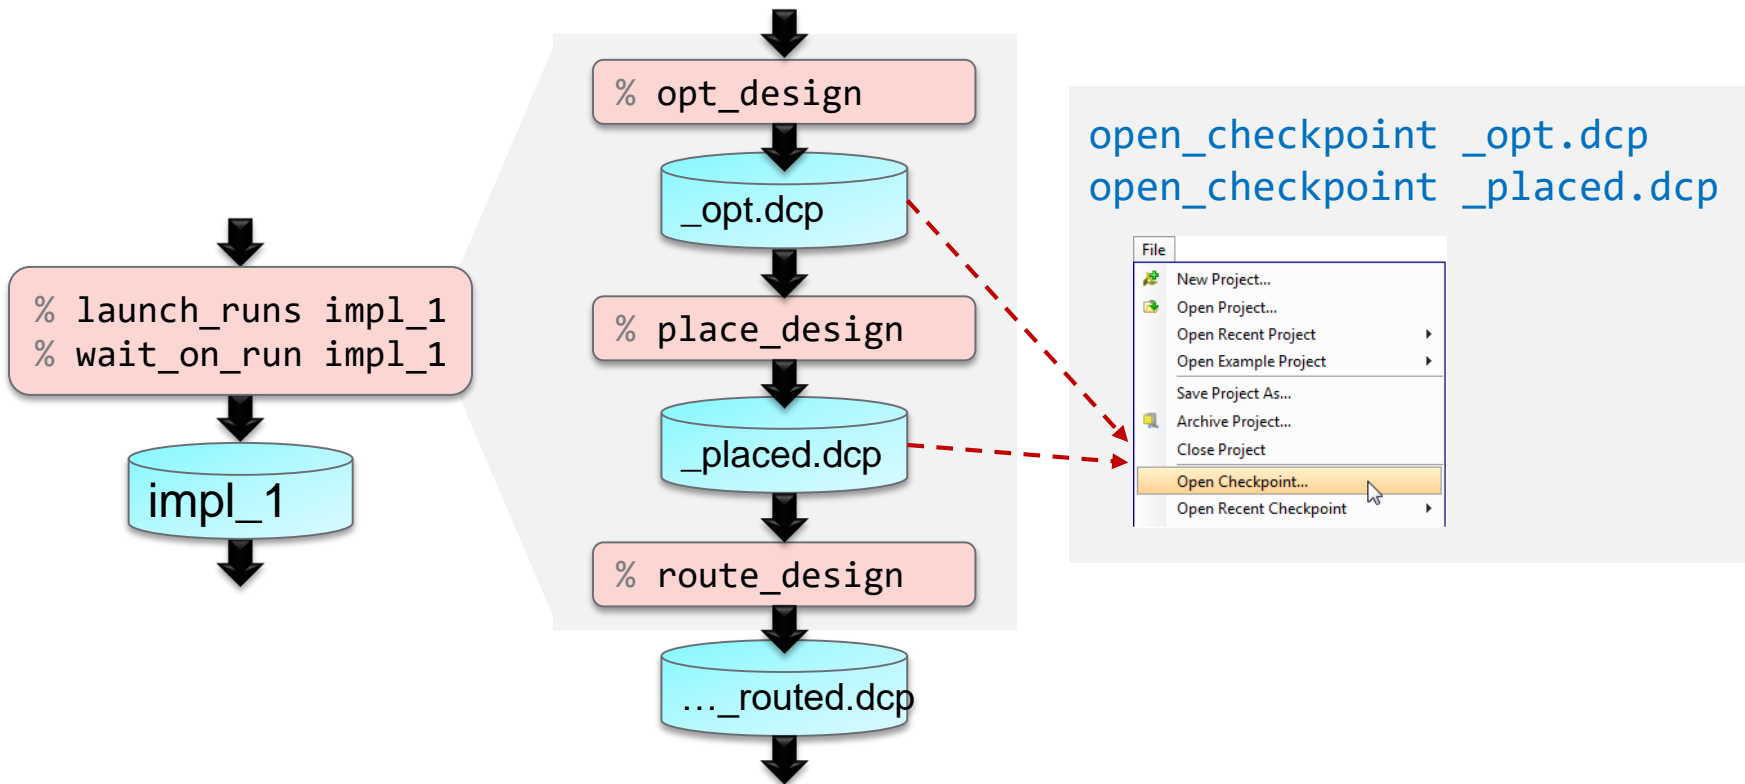 % launch_runs impl_1
% wait_on_run impl_1
impl_1
% opt_design
_opt.dcp
% place_design
_placed.dcp
% route_design
…_routed.dcp
open_checkpoint _opt.dcp
open_checkpoint _placed.dcp
File
New Project...
Open Project...
Open Recent Project
Open Example Project
Save Project As...
Archive Project...
Close Project
Open Checkpoint...
Open Recent Checkpoint